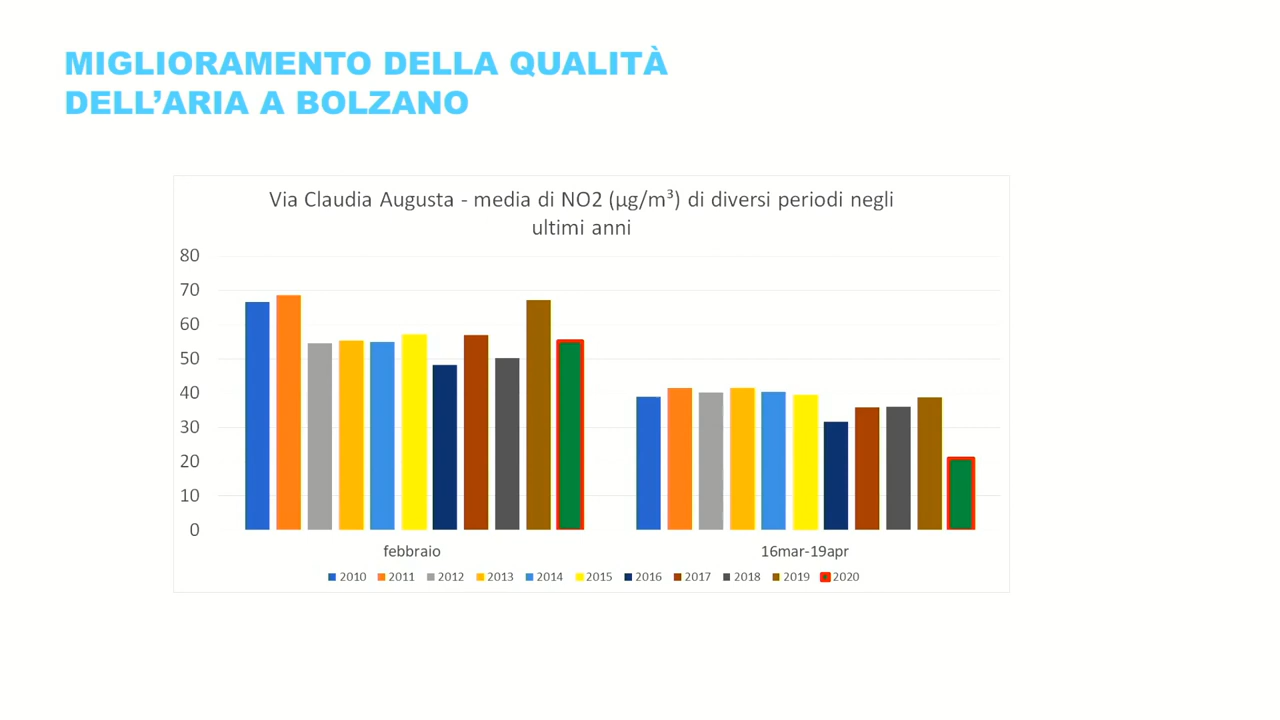 MIGLIORAMENTO DELLA QUALITÀ
DELL’ARIA A BOLZANO
Via Claudia Augusta - media di NO2 (µg/m³) di diversi periodi negli
ultimi anni
80
70
60
50
40
30
20
10
0
febbraio 16mar-19apr
2010 2011 2012 2013 2014 2015 2016 2017 2018 2019 2020